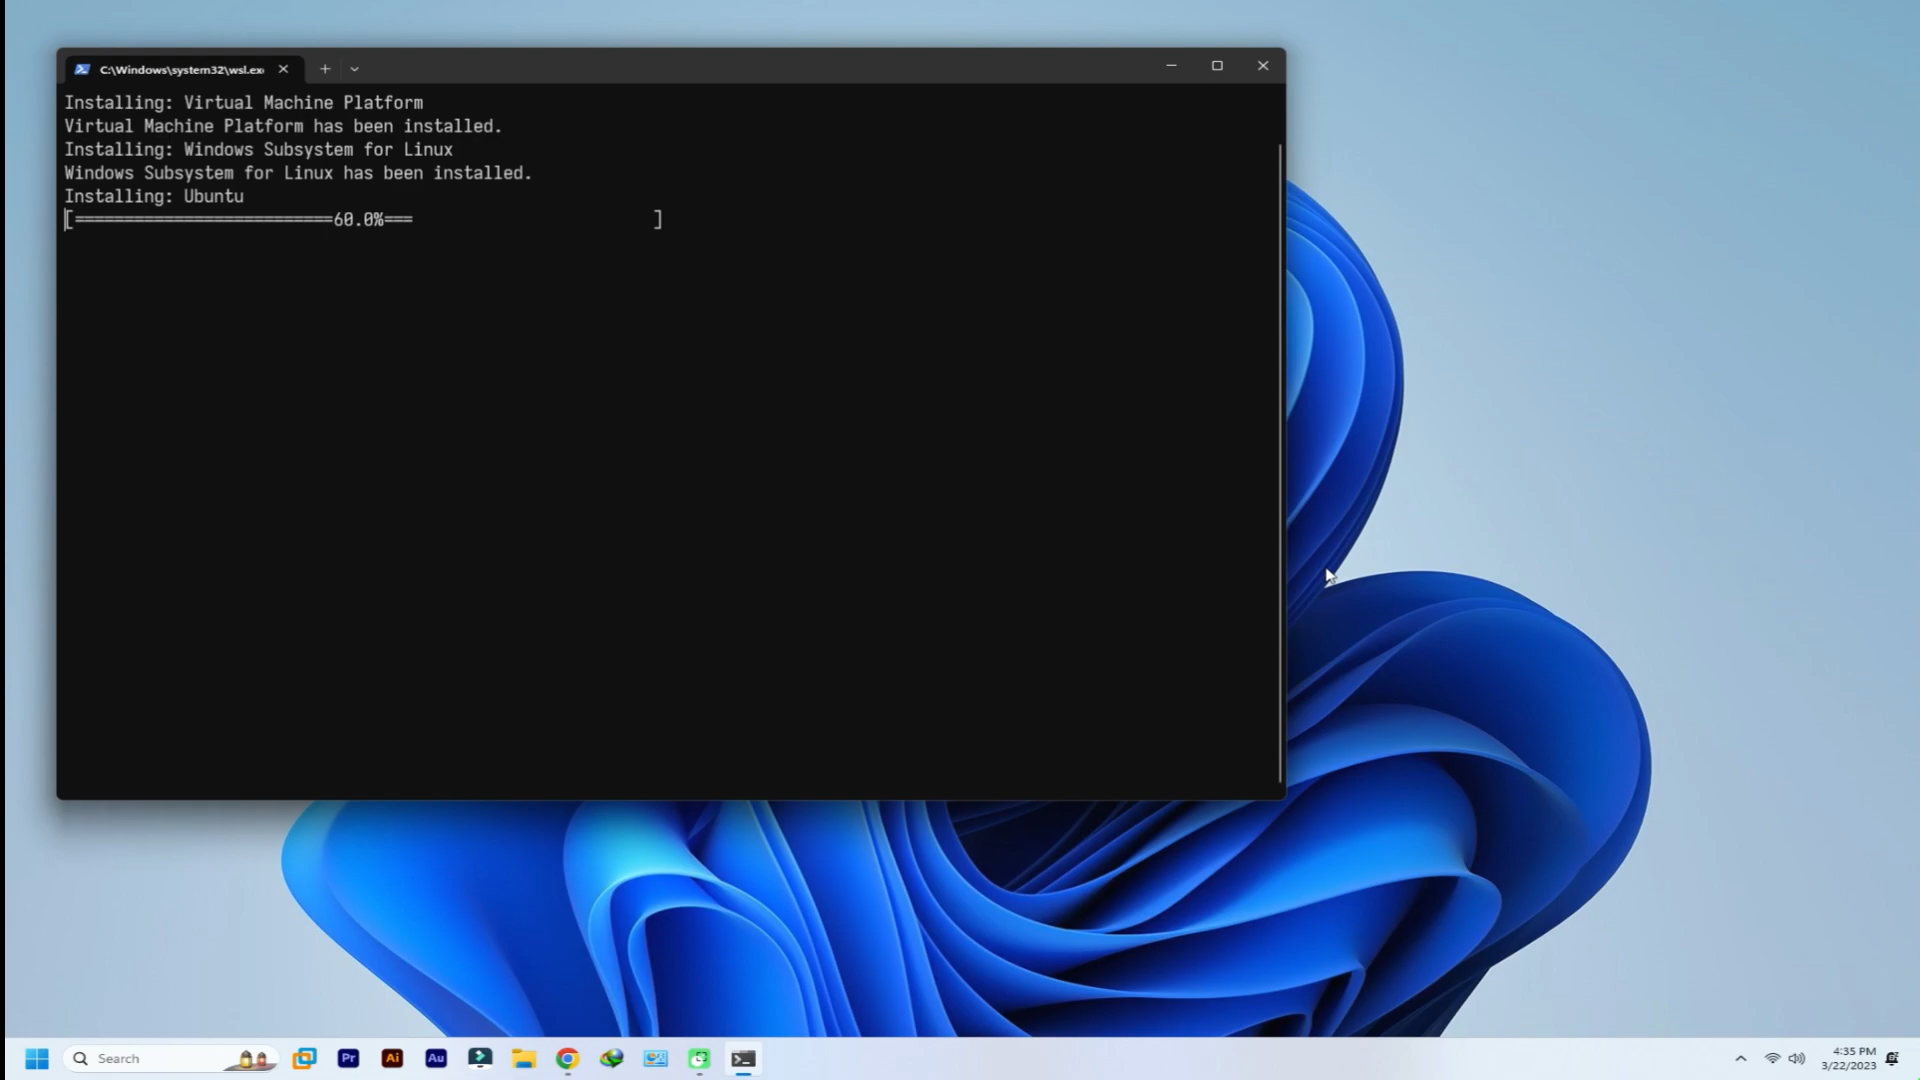 C:\Windows\system32\wsl.ex
Installing: Virtual Machine Platform
Virtual Machine Platform has been installed.
Installing: Windows Subsystem for Linux
Windows Subsystem for Linux has been installed.
Installing: Ubuntu
[==========================60.0%=== ]
Search
Pr
Ai
Au
4:35 PM
3/22/2023